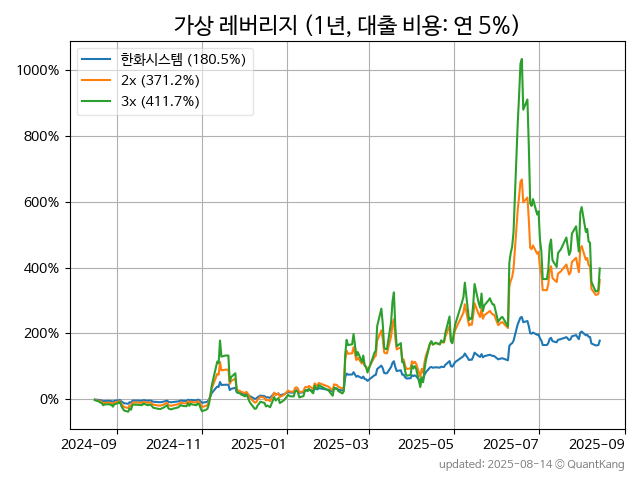 가상 레버리지 (1년, 대출 비용: 연 5%)
한화시스템 (180.5%)
2x (371.2%)
3x (411.7%)
1000%
800%
600%
400%
200%
0%
2024-09 2024-11 2025-01 2025-03 2025-05 2025-07 2025-09
updated: 2025-08-14 © QuantKang